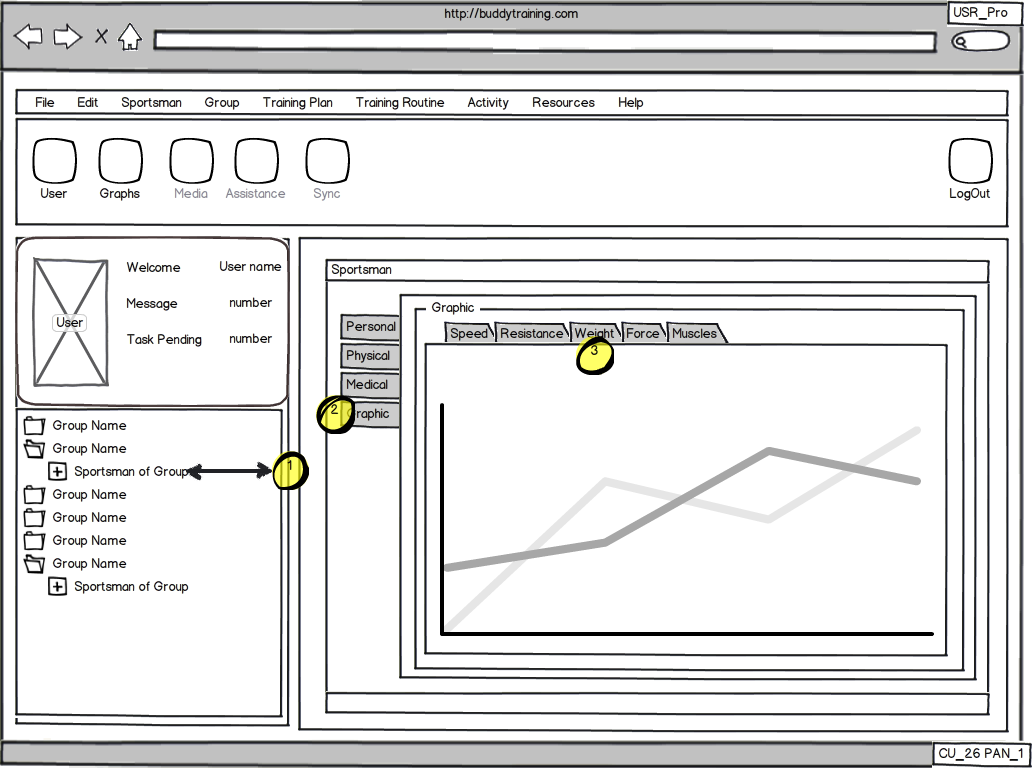 http://buddytraining.com
USR_Pro
X
File Edit Sportsman Group Training Plan Training Routine Activity Resources Help
User Graphs Media Assistance Sync LogOut
Welcome User name
User
Message number
Task Pending number
Group Name
Group Name
Sportsman of Group
1
Group Name
Group Name
Group Name
Group Name
Sportsman of Group
Sportsman
Personal
Physical
Medical
2
raphic
Graphic
Speed Resistance Weight Force Muscles
3
CU_26 PAN_1